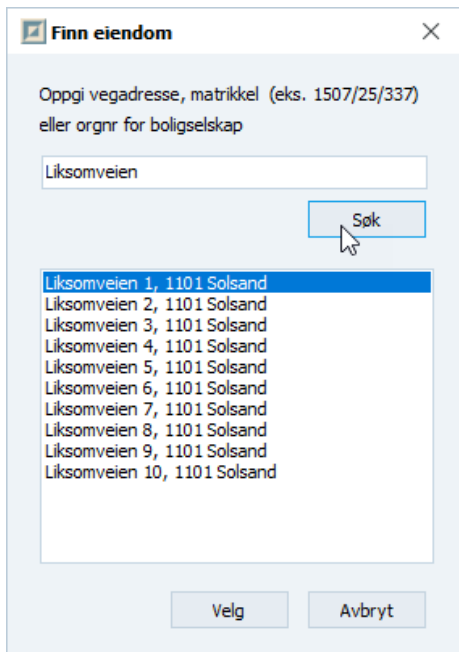 Finn eiendom
Oppgi vegadresse, matrikkel (eks. 1507/25/337)
eller orgnr for boligselskap
Liksomveien
Søk
Liksomveien 1, 1101 Solsand
Liksomveien 2, 1101 Solsand
Liksomveien 3, 1101 Solsand
Liksomveien 4, 1101 Solsand
Liksomveien 5, 1101 Solsand
Liksomveien 6, 1101 Solsand
Liksomveien 7, 1101 Solsand
Liksomveien 8, 1101 Solsand
Liksomveien 9, 1101 Solsand
Liksomveien 10, 1101 Solsand
Velg Avbryt